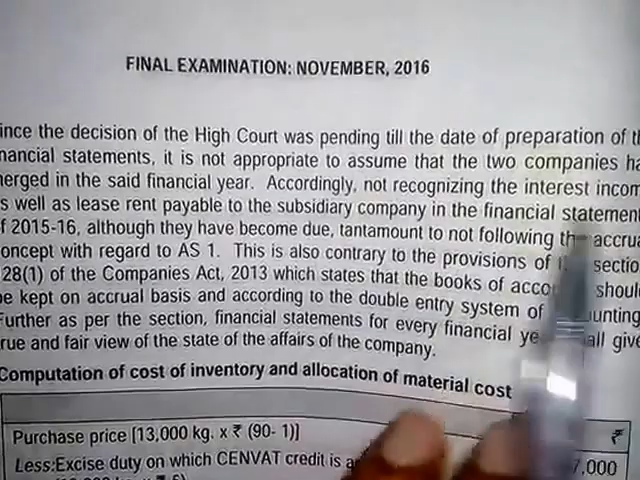 FINAL EXAMINATION: NOVEMBER, 2016
ince the decision of the High Court was pending till the date of preparation of t
nancial statements, it is not appropriate to assume that the two companies ha
erged in the said financial year. Accordingly, not recognizing the interest incom
s well as lease rent payable to the subsidiary company in the financial statemen
f 2015-16, although they have become due, tantamount to not following th accru
oncept with regard to AS 1. This is also contrary to the provisions of sectio
28(1) of the Companies Act, 2013 which states that the books of acco shoul
e kept on accrual basis and according to the double entry system of unting
urther as per the section, financial statements for every financial ye all give
rue and fair view of the state of the affairs of the company.
Computation of cost of inventory and allocation of material cost
₹
Purchase price [13,000 kg. x ₹ (90- 1)]
Less:Excise duty on which CENVAT credit is a 7,000